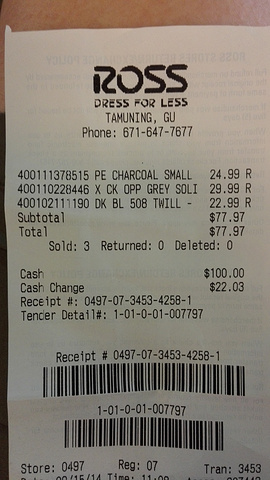 ROSS
DRESS FOR LESS
TAMUNING, GU
Phone: 671-647-7677
400111378515 PE CHARCOAL SMALL 24.99 R
400110228446 X CK OPP GREY SOLI 29.99 R
400102111190 DK BL 508 TWILL - 22.99 R
Subtotal $77.97
Total $77.97
Sold: 3 Returned: 0 Deleted: 0
Cash $100.00
Cash Change $22.03
Receipt #: 0497-07-3453-4258-1
Tender Detail#: 1-01-0-01-007797
Receipt # 0497-07-3453-4258-1
1-01-0-01-007797
Store: 0497 Reg: 07 Tran: 3453